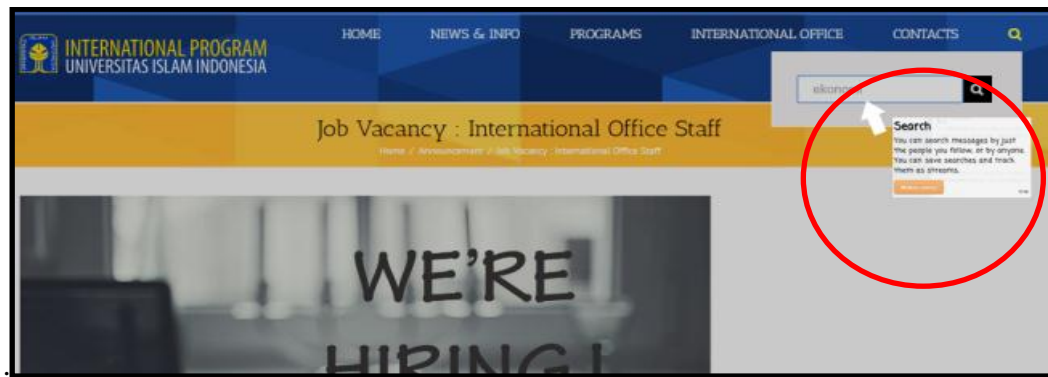 HOME NEWS & INFO PROGRAMS INTERNATIONAL OFFICE CONTACTS
INTERNATIONAL PROGRAM
UNIVERSITAS ISLAM INDONESIA
ekonomi
Job Vacancy : International Office Staff
Home / Announcement / Job Vacancy : International Office Staff
Search
You can search messages by just
the people you follow, or by anyone.
You can save searches and track
them as streams.
WE'RE
HIRING !